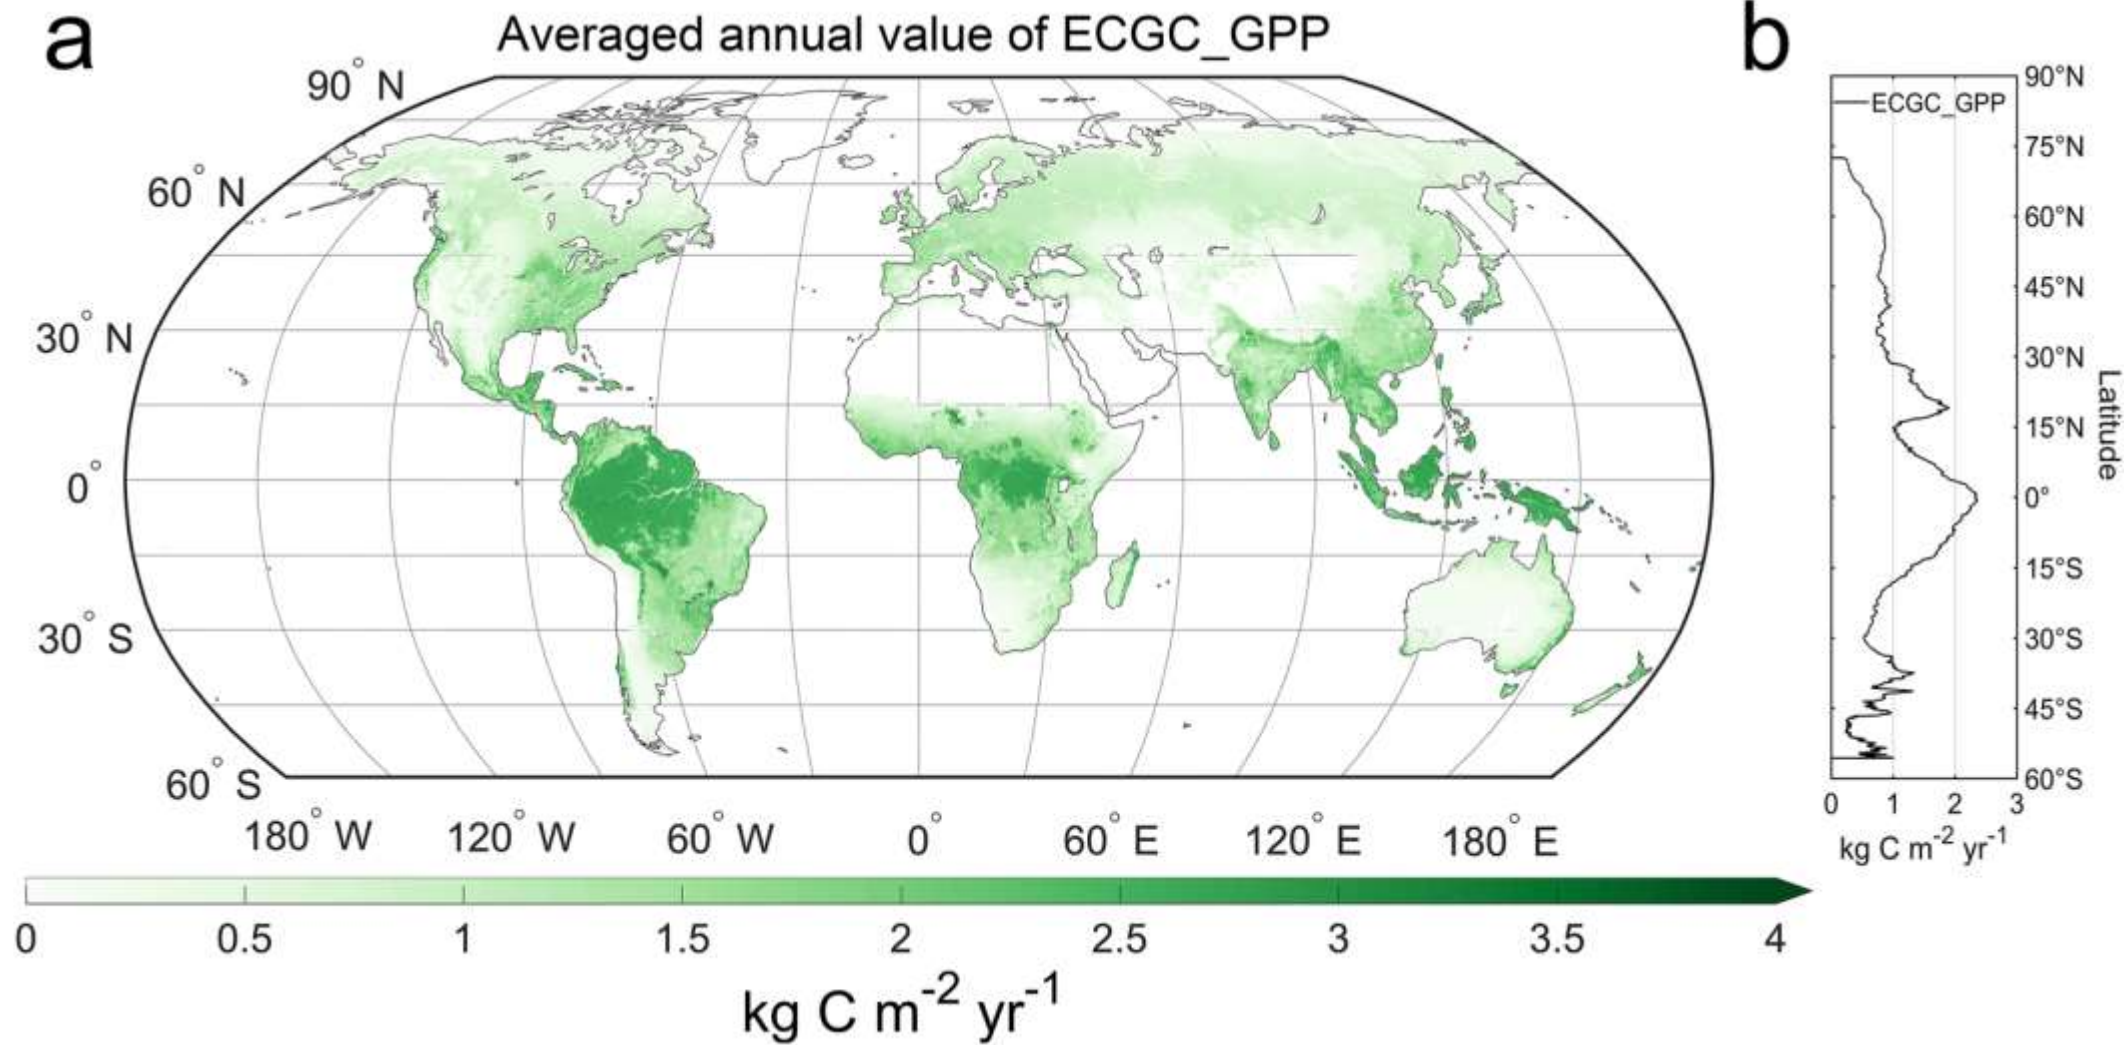 a
Averaged annual value of ECGC_GPP
90° N
60° N
30° N
0°
30° S
60° S
180° W 120° W 60° W 0° 60° E 120° E 180° E
0 0.5 1 1.5 2 2.5 3 3.5 4
kg C m-2 yr-1
b
ECGC_GPP
90°N
75°N
60°N
45°N
30°N
15°N
0°
15°S
30°S
45°S
60°S
Latitude
0 1 2 3
kg C m-2 yr-1